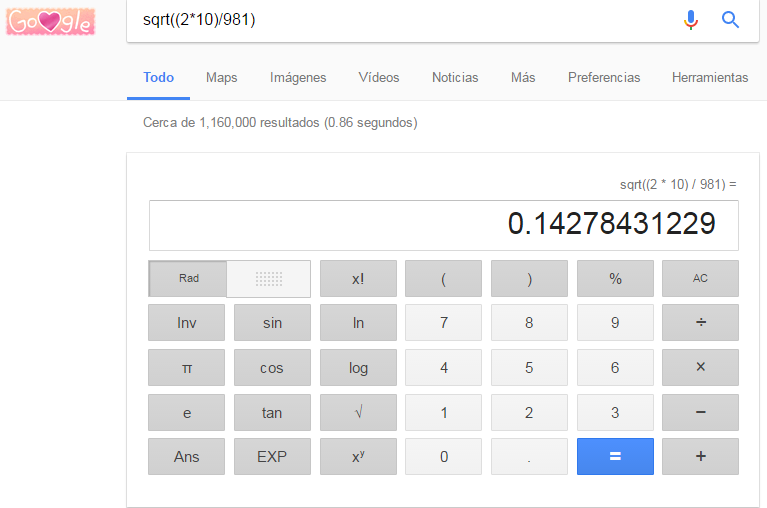 Google
sqrt((2*10)/981)
Todo Maps Imágenes Vídeos Noticias Más Preferencias Herramientas
Cerca de 1,160,000 resultados (0.86 segundos)
sqrt((2 * 10) / 981) =
0.14278431229
Rad x! ( ) % AC
Inv sin ln 7 8 9 ÷
π cos log 4 5 6 ×
e tan √ 1 2 3 −
Ans EXP xʸ 0 . = +